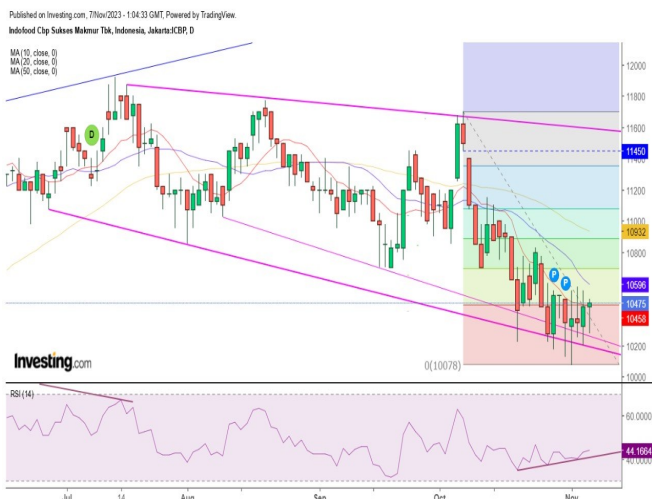 Published on Investing.com, 7/Nov/2023 - 1:04:33 GMT, Powered by TradingView.
Indofood Cbp Sukses Makmur Tbk, Indonesia, Jakarta:ICBP, D
MA (10, close, 0)
MA (20, close, 0)
MA (50, close, 0)
12000
11800
11600
11450
11200
11000
10932
10800
10596
10475
10458
10200
10000
D
P
P
0(10078)
Investing.com
RSI (14)
60.0000
44.1664
40.0000
Jul
14
Aug
Sep
Oct
Nov